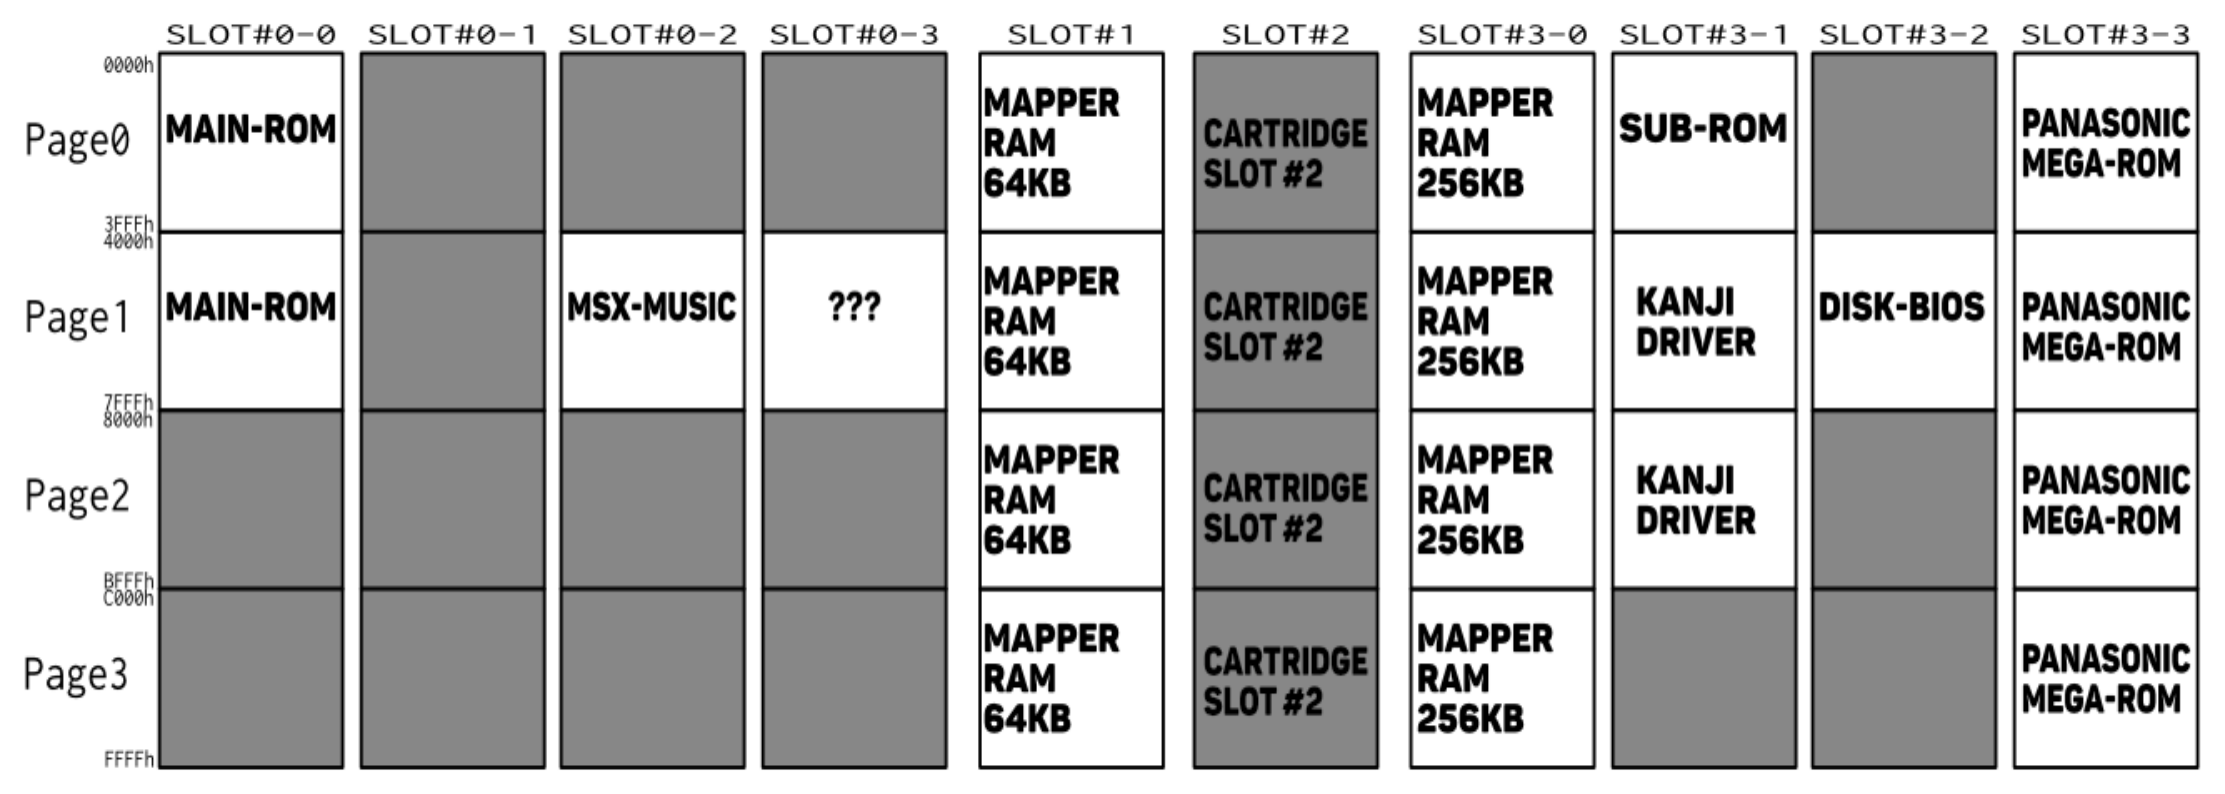 SLOT#0-0 SLOT#0-1 SLOT#0-2 SLOT#0-3 SLOT#1 SLOT#2 SLOT#3-0 SLOT#3-1 SLOT#3-2 SLOT#3-3
0000h
Page0
3FFFh
MAIN-ROM
MAPPER
RAM
64KB
CARTRIDGE
SLOT #2
MAPPER
RAM
256KB
SUB-ROM
PANASONIC
MEGA-ROM
4000h
Page1
7FFFh
MAIN-ROM
MSX-MUSIC
???
MAPPER
RAM
64KB
CARTRIDGE
SLOT #2
MAPPER
RAM
256KB
KANJI
DRIVER
DISK-BIOS
PANASONIC
MEGA-ROM
8000h
Page2
BFFFh
MAPPER
RAM
64KB
CARTRIDGE
SLOT #2
MAPPER
RAM
256KB
KANJI
DRIVER
PANASONIC
MEGA-ROM
C000h
Page3
FFFFh
MAPPER
RAM
64KB
CARTRIDGE
SLOT #2
MAPPER
RAM
256KB
PANASONIC
MEGA-ROM